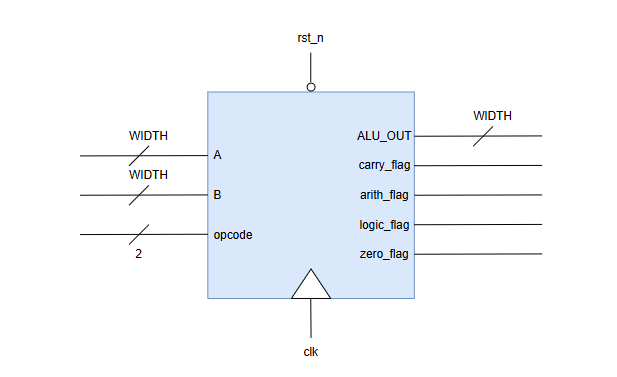 rst_n
WIDTH
A
WIDTH
B
opcode
2
ALU_OUT
WIDTH
carry_flag
arith_flag
logic_flag
zero_flag
clk